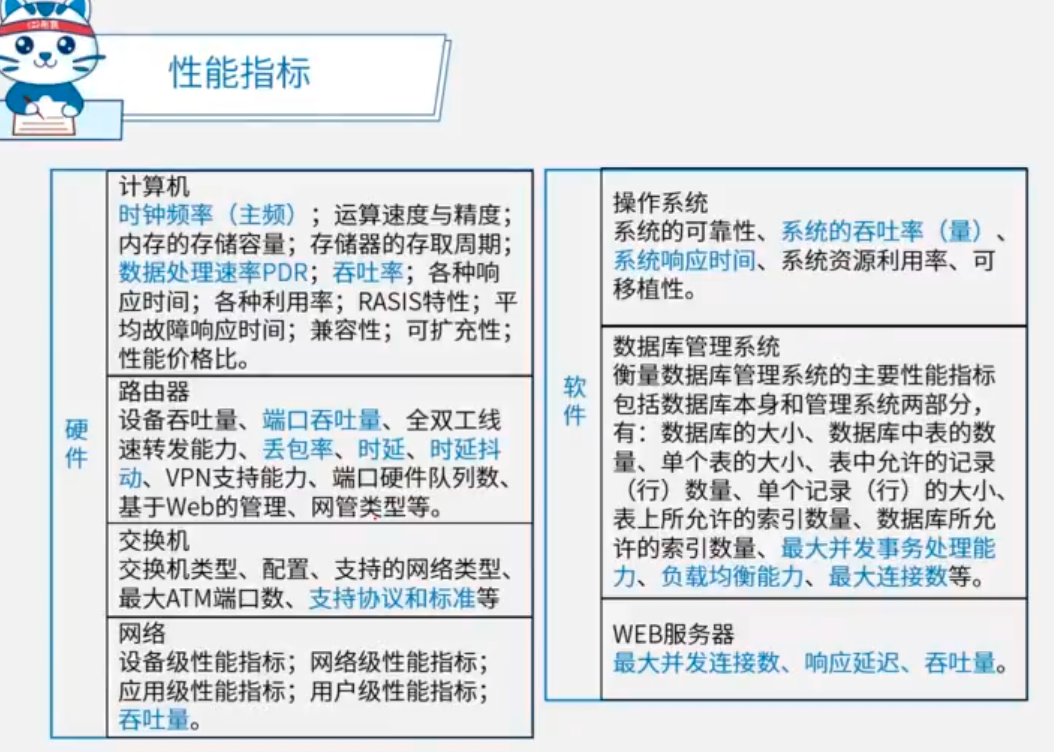 性能指标
硬
件
计算机
时钟频率（主频）；运算速度与精度；
内存的存储容量；存储器的存取周期；
数据处理速率PDR；吞吐率；各种响
应时间；各种利用率；RASIS特性；平
均故障响应时间；兼容性；可扩充性；
性能价格比。
路由器
设备吞吐量、端口吞吐量、全双工线
速转发能力、丢包率、时延、时延抖
动、VPN支持能力、端口硬件队列数、
基于Web的管理、网管类型等。
交换机
交换机类型、配置、支持的网络类型、
最大ATM端口数、支持协议和标准等
网络
设备级性能指标；网络级性能指标；
应用级性能指标；用户级性能指标；
吞吐量。
软
件
操作系统
系统的可靠性、系统的吞吐率（量）、
系统响应时间、系统资源利用率、可
移植性。
数据库管理系统
衡量数据库管理系统的主要性能指标
包括数据库本身和管理系统两部分，
有：数据库的大小、数据库中表的数
量、单个表的大小、表中允许的记录
（行）数量、单个记录（行）的大小、
表上所允许的索引数量、数据库所允
许的索引数量、最大并发事务处理能
力、负载均衡能力、最大连接数等。
WEB服务器
最大并发连接数、响应延迟、吞吐量。